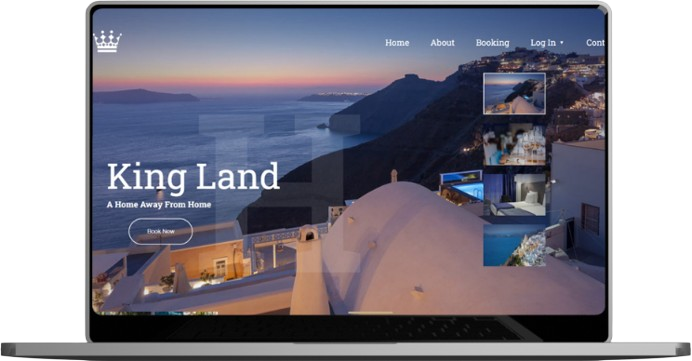 Home About Booking Log In ▾ Cont
H
King Land
A Home Away From Home
Book Now